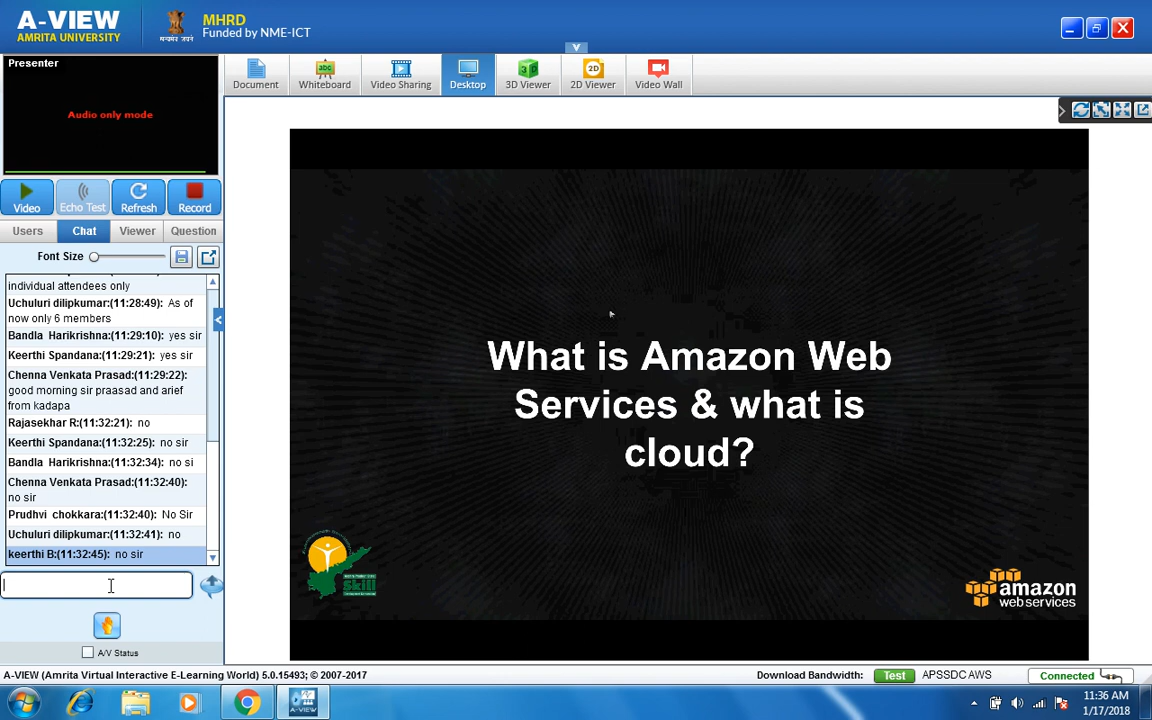 A-VIEW
AMRITA UNIVERSITY
MHRD
Funded by NME-ICT
Presenter
Audio only mode
Document
Whiteboard
Video Sharing
Desktop
3D Viewer
2D Viewer
Video Wall
Video
Echo Test
Refresh
Record
Users
Chat
Viewer
Question
Font Size
individual attendees only
Uchuluri dilipkumar:(11:28:49): As of
now only 6 members
Bandla Harikrishna:(11:29:10): yes sir
Keerthi Spandana:(11:29:21): yes sir
Chenna Venkata Prasad:(11:29:22):
good morning sir praasad and arief
from kadapa
Rajasekhar R:(11:32:21): no
Keerthi Spandana:(11:32:25): no sir
Bandla Harikrishna:(11:32:34): no si
Chenna Venkata Prasad:(11:32:40):
no sir
Prudhvi chokkara:(11:32:40): No Sir
Uchuluri dilipkumar:(11:32:41): no
keerthi B:(11:32:45): no sir
A/V Status
What is Amazon Web
Services & what is
cloud?
skill
amazon
webservices
A-VIEW (Amrita Virtual Interactive E-Learning World) 5.0.15493; © 2007-2017
Download Bandwidth:
Test
APSSDC AWS
Connected
A-VIEW
11:36 AM
1/17/2018